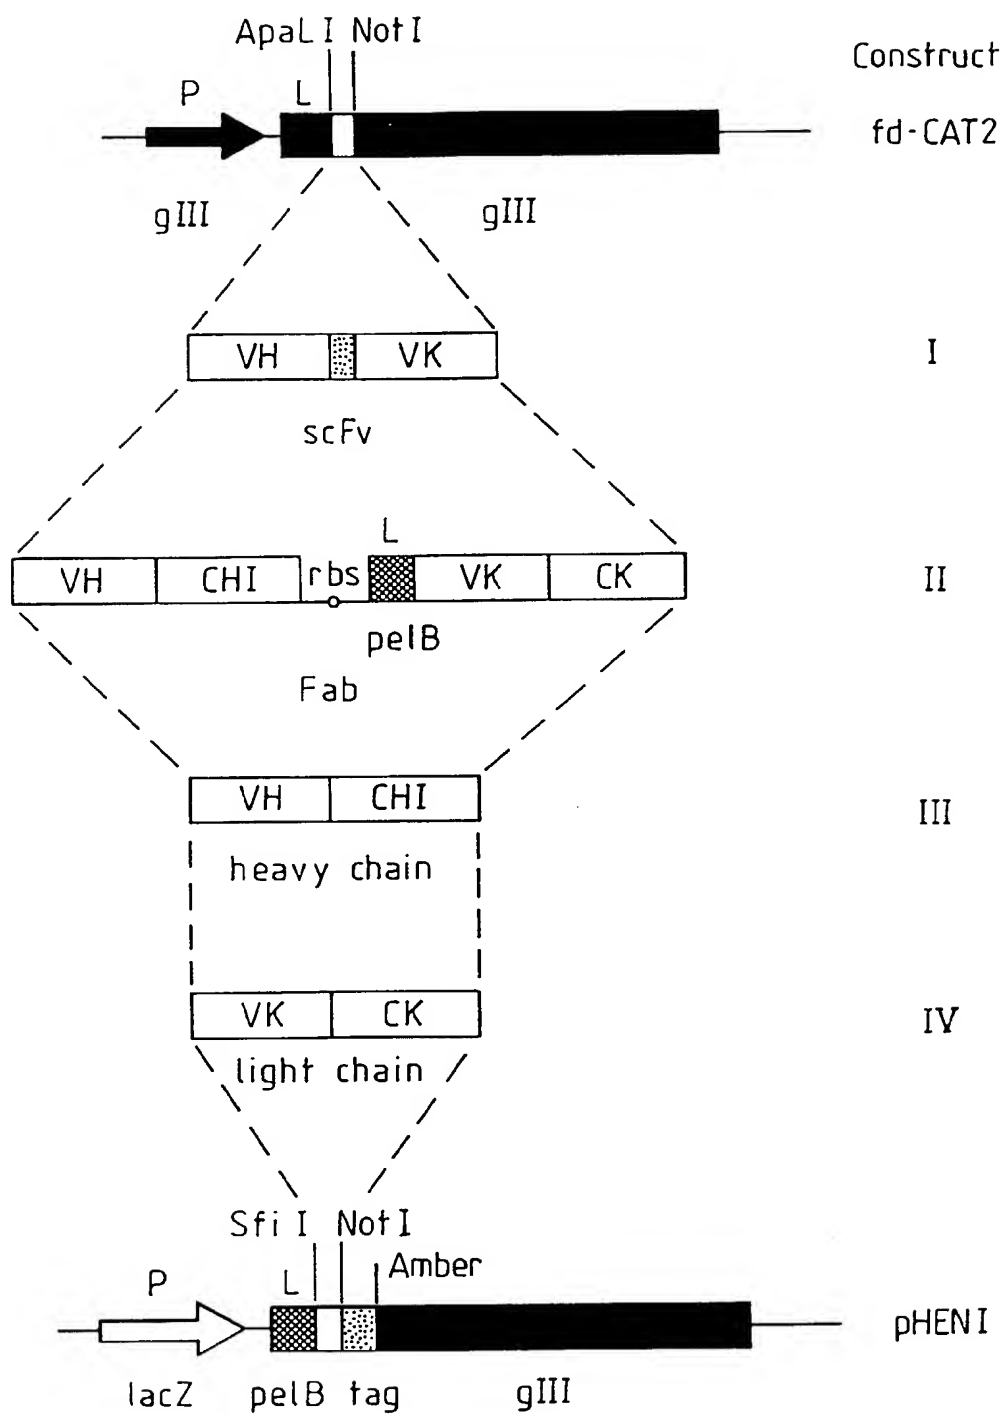 ApaL I Not I
Construct
P L
fd-CAT2
gIII gIII
VH VK
I
scFv
L
VH CHI rbs VK CK
II
pelB
Fab
VH CHI
III
heavy chain
VK CK
IV
light chain
Sfi I Not I
P L Amber
pHEN I
lacZ pelB tag gIII